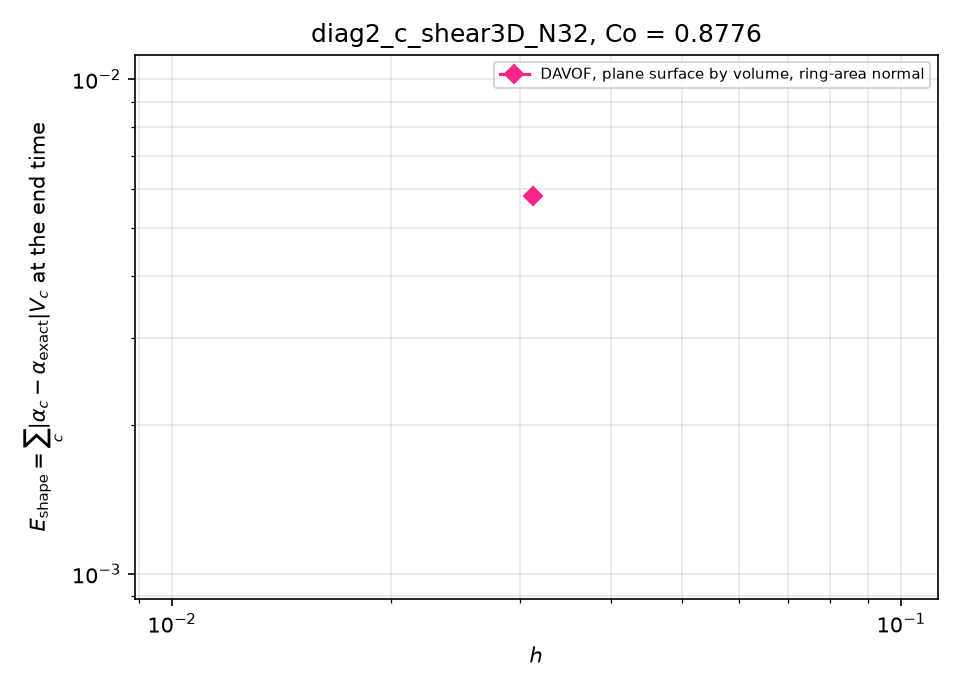 diag2_c_shear3D_N32, Co = 0.8776
DAVOF, plane surface by volume, ring-area normal
E_shape = ∑_c |α_c − α_exact|V_c at the end time
10⁻²
10⁻³
10⁻²
10⁻¹
h